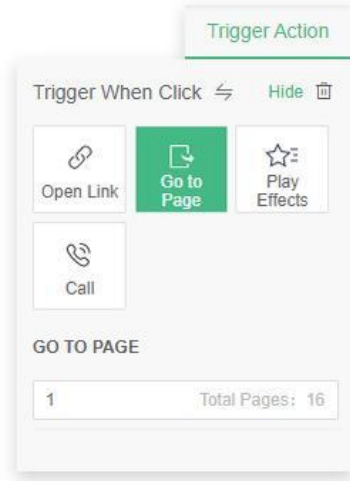 Trigger Action
Trigger When Click
Hide
Open Link
Go to
Page
Play
Effects
Call
GO TO PAGE
1
Total Pages: 16